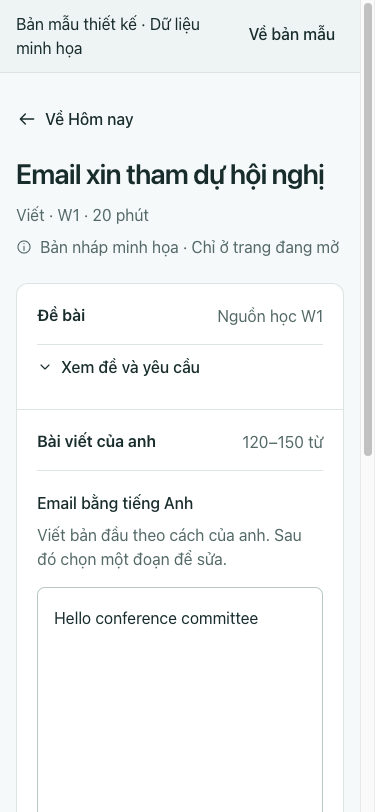 Bản mẫu thiết kế · Dữ liệu
minh họa
Về bản mẫu
Về Hôm nay
Email xin tham dự hội nghị
Viết · W1 · 20 phút
Bản nháp minh họa · Chỉ ở trang đang mở
Đề bài
Nguồn học W1
Xem đề và yêu cầu
Bài viết của anh
120–150 từ
Email bằng tiếng Anh
Viết bản đầu theo cách của anh. Sau
đó chọn một đoạn để sửa.
Hello conference committee